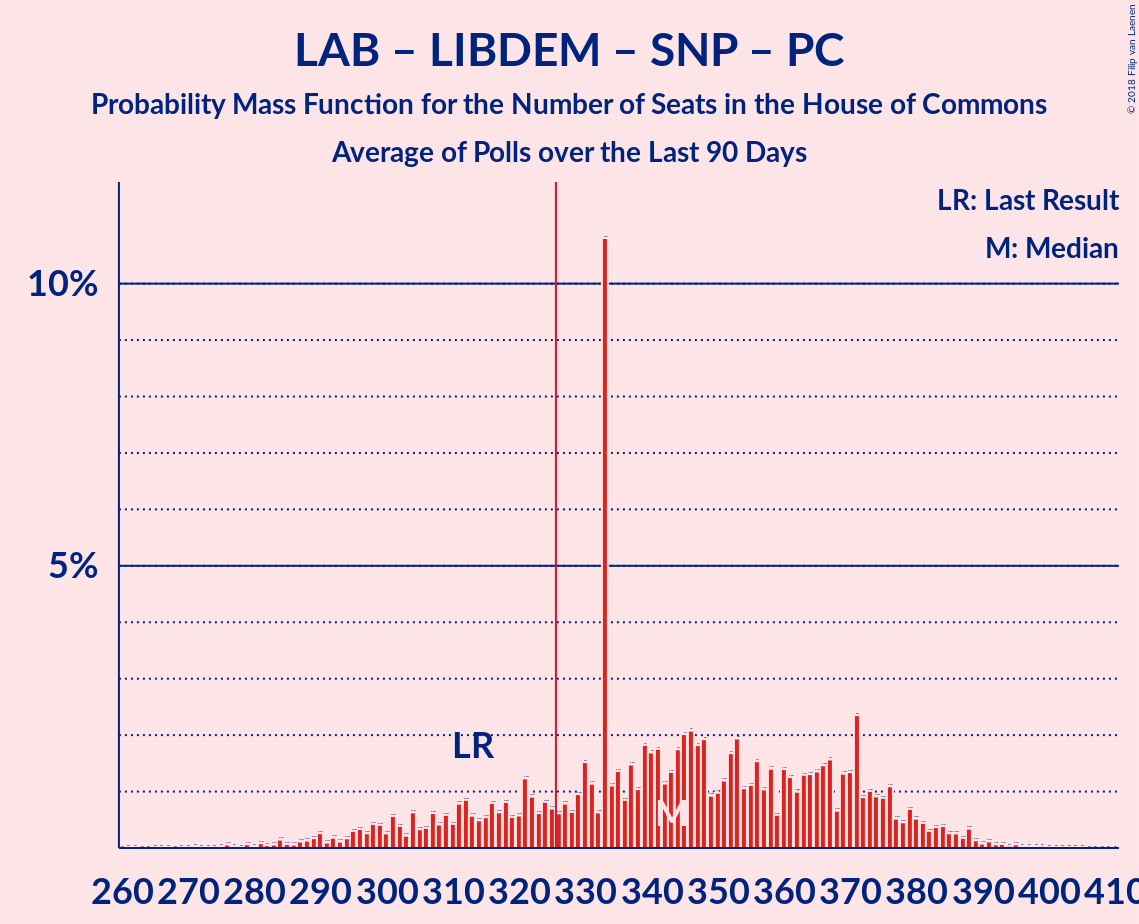 LAB – LIBDEM – SNP – PC
Probability Mass Function for the Number of Seats in the House of Commons
Average of Polls over the Last 90 Days
© 2018 Filip van Laenen
LR: Last Result
M: Median
10%
5%
LR
M
260 270 280 290 300 310 320 330 340 350 360 370 380 390 400 410